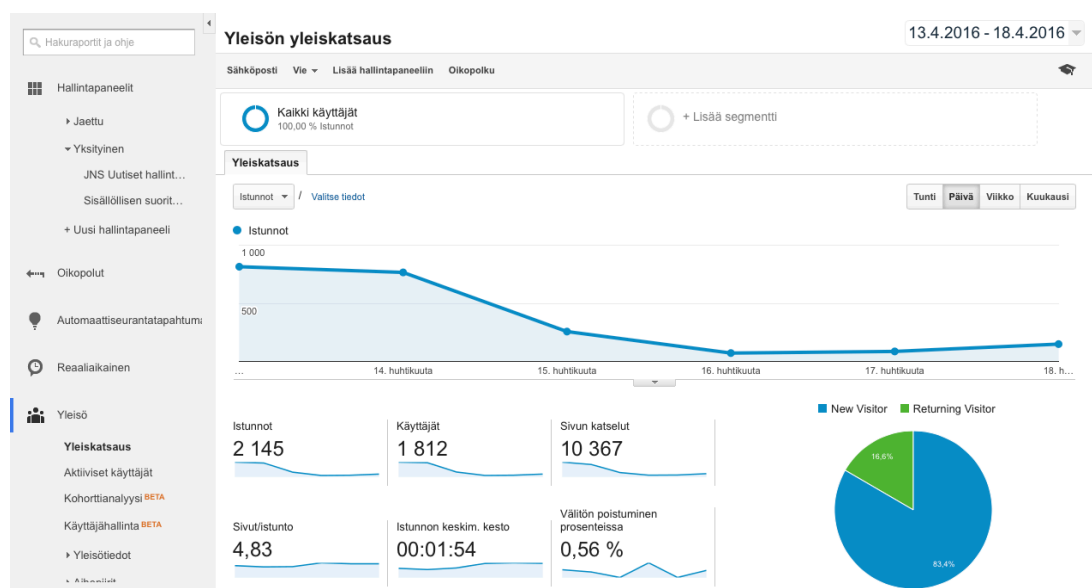 Hakuraportit ja ohje
Hallintapaneelit
Jaettu
Yksityinen
JNS Uutiset hallint...
Sisällöllisen suorit...
+ Uusi hallintapaneeli
Oikopolut
Automaattiseurantatapahtuma
Reaaliaikainen
Yleisö
Yleiskatsaus
Aktiiviset käyttäjät
Kohorttianalyysi BETA
Käyttäjähallinta BETA
Yleisötiedot
Yleisön yleiskatsaus
13.4.2016 - 18.4.2016
Sähköposti Vie Lisää hallintapaneeliin Oikopolku
Kaikki käyttäjät
100,00 % Istunnot
+ Lisää segmentti
Yleiskatsaus
Istunnot / Valitse tiedot
Tunti Päivä Viikko Kuukausi
Istunnot
1 000
500
... 14. huhtikuuta 15. huhtikuuta 16. huhtikuuta 17. huhtikuuta 18. h...
Istunnot
2 145
Käyttäjät
1 812
Sivun katselut
10 367
Sivut/istunto
4,83
Istunnon keskim. kesto
00:01:54
Välitön poistuminen
prosenteissa
0,56 %
New Visitor Returning Visitor
16,6%
83,4%